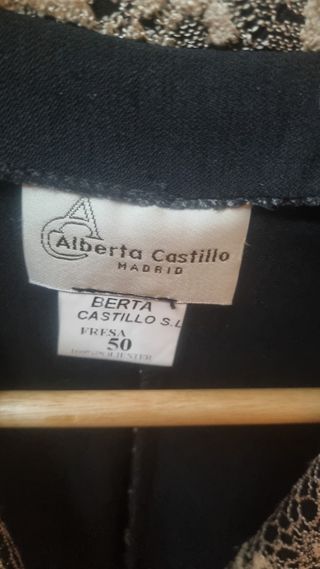 Alberta Castillo
MADRID
BERTA
CASTILLO S.L
FRESA
50